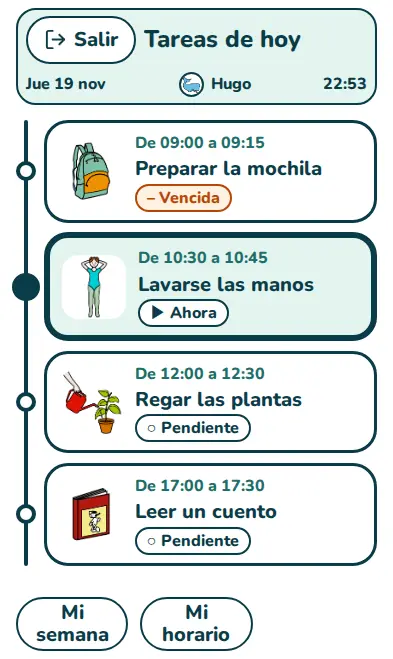 Salir
Tareas de hoy
Jue 19 nov
Hugo
22:53
De 09:00 a 09:15
Preparar la mochila
– Vencida
De 10:30 a 10:45
Lavarse las manos
▶ Ahora
De 12:00 a 12:30
Regar las plantas
○ Pendiente
De 17:00 a 17:30
Leer un cuento
○ Pendiente
Mi
semana
Mi
horario